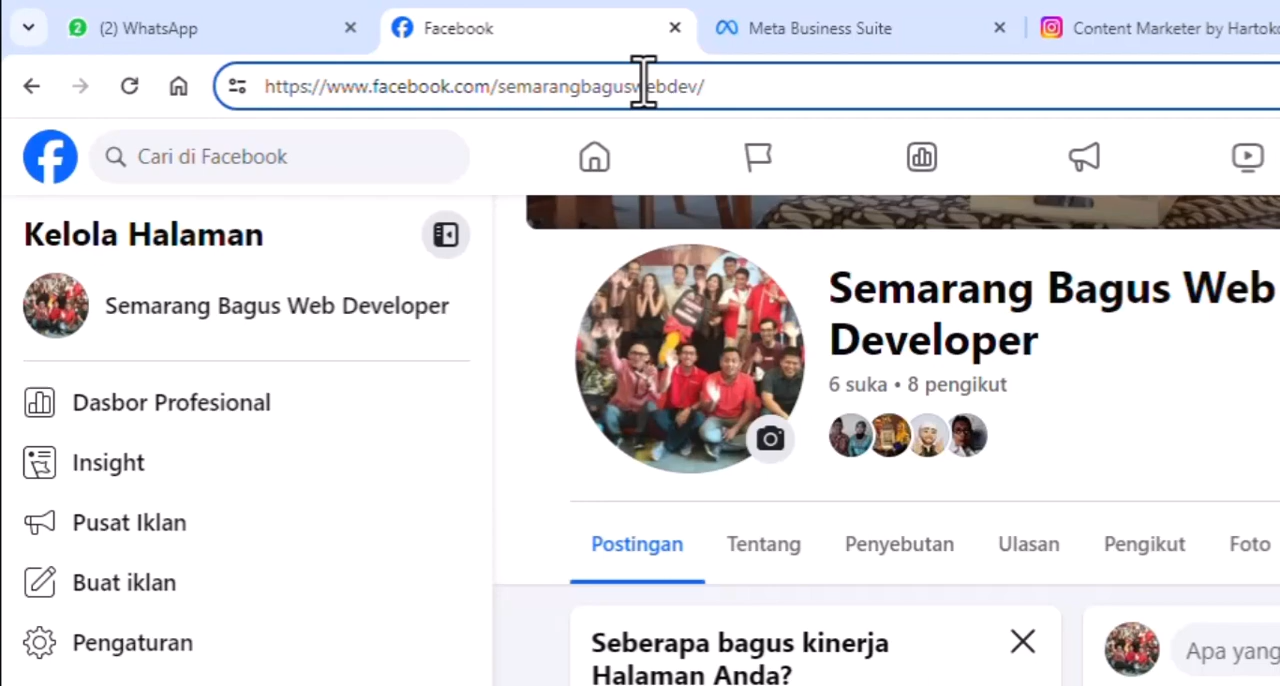 (2) WhatsApp
Facebook
Meta Business Suite
Content Marketer by Hartoko
https://www.facebook.com/semarangbaguswebdev/
Cari di Facebook
Kelola Halaman
Semarang Bagus Web Developer
Dasbor Profesional
Insight
Pusat Iklan
Buat iklan
Pengaturan
Semarang Bagus Web
Developer
6 suka • 8 pengikut
Postingan
Tentang
Penyebutan
Ulasan
Pengikut
Foto
Seberapa bagus kinerja
Halaman Anda?
Apa yang